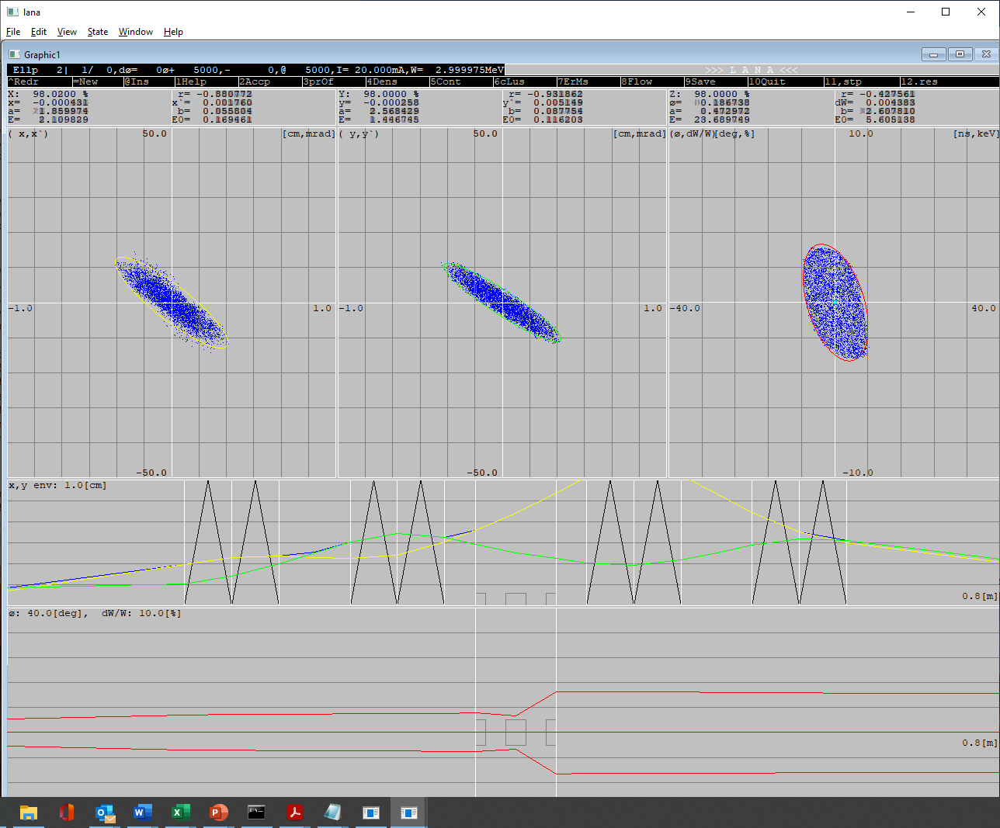 lana
File Edit View State Window Help
Graphic1
Ellp 2| 1/ 0,dø= 0ø+ 5000,- 0,@ 5000,I= 20.000mA,W= 2.999975MeV >>> L A N A <<<
^Redr =New @Ins 1Help 2Accp 3prOf 4Dens 5Cont 6cLus 7ErMs 8Flow 9Save 10Quit 11,stp 12.res
X: 98.0200 % r= -0.880772 Y: 98.0000 % r= -0.931862 Z: 98.0000 % r= -0.427561
x= -0.000431 x`= 0.001760 y= -0.000258 y`= 0.005149 ø= 0.186738 dW= 0.004383
a= 1.859974 b= 0.055804 a= 2.568429 b= 0.087754 a= 0.472972 b= 2.607810
E= 2.109829 E0= 0.169461 E= 1.446745 E0= 0.116203 E= 23.689749 E0= 5.605138
( x,x`) 50.0 [cm,mrad] ( y,y`) 50.0 [cm,mrad] (ø,dW/W)[deg,%] 10.0 [ns,keV]
-1.0 1.0 -1.0 1.0 -40.0 40.0
-50.0 -50.0 -10.0
x,y env: 1.0[cm]
0.8[m]
ø: 40.0[deg], dW/W: 10.0[%]
0.8[m]